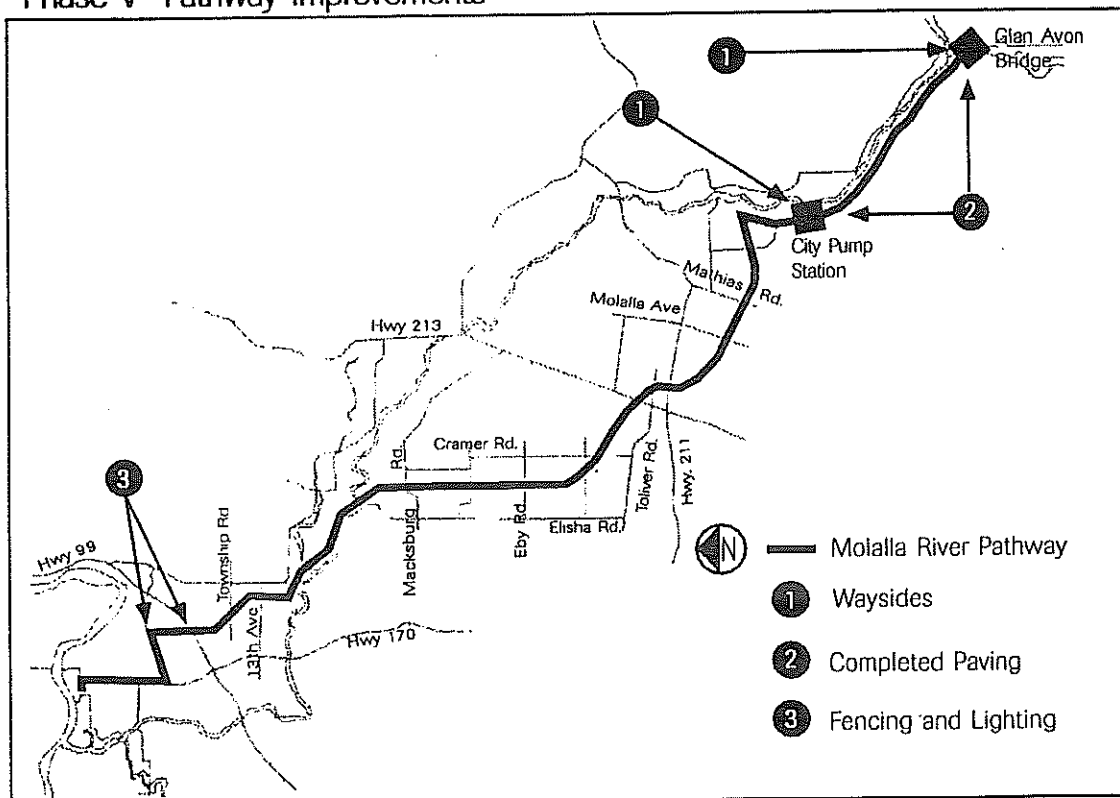 Phase V Pathway Improvements
1
Glan Avon
Bridge
1
2
City Pump
Station
Mathias Rd.
Molalla Ave
Hwy 213
Cramer Rd.
Toliver Rd.
Hwy. 211
3
Macksburg Rd.
Eby Rd.
Elisha Rd.
Township Rd
Hwy 99
13th Ave
Hwy 170
N
Molalla River Pathway
1 Waysides
2 Completed Paving
3 Fencing and Lighting